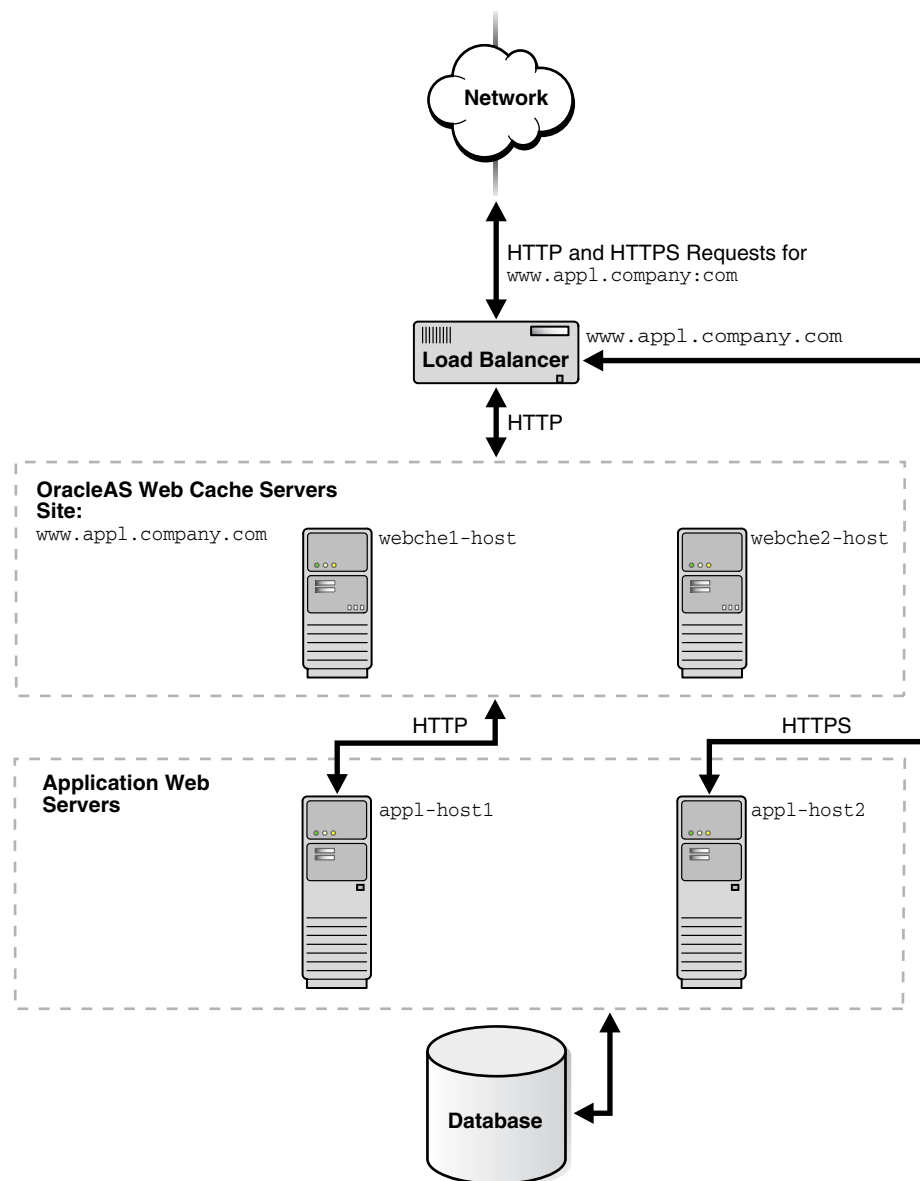 Network
HTTP and HTTPS Requests for
www.appl.company:com
www.appl.company.com
Load Balancer
HTTP
OracleAS Web Cache Servers
Site:
www.appl.company.com
webche1-host
webche2-host
HTTP
HTTPS
Application Web
Servers
appl-host1
appl-host2
Database